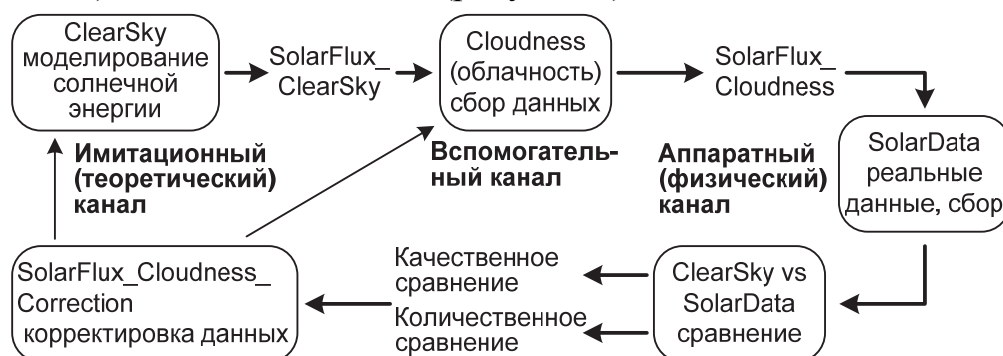 ClearSky
моделирование
солнечной
энергии
SolarFlux_
ClearSky
Cloudness
(облачность)
сбор данных
SolarFlux_
Cloudness
Имитационный
(теоретический)
канал
Вспомогатель-
ный канал
Аппаратный
(физический)
канал
SolarData
реальные
данные, сбор
SolarFlux_Cloudness_
Correction
корректировка данных
Качественное
сравнение
Количественное
сравнение
ClearSky vs
SolarData
сравнение